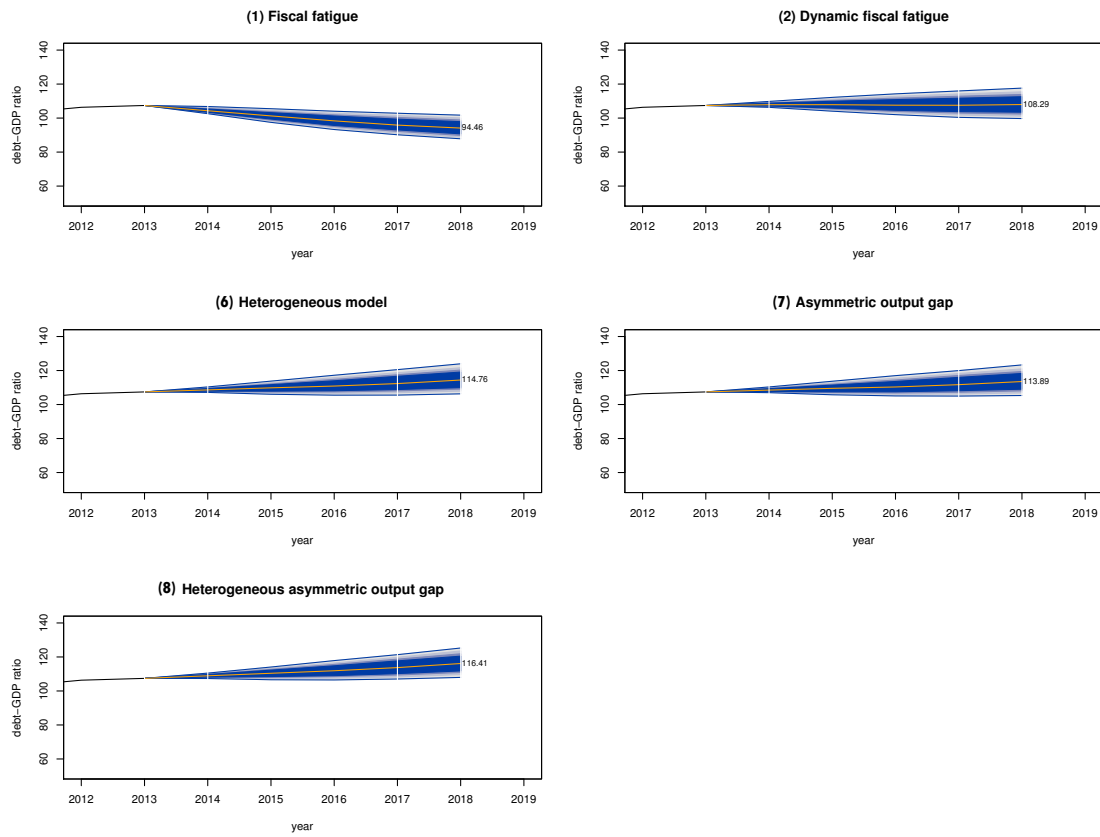 (1) Fiscal fatigue
debt−GDP ratio
140
120
100
80
60
94.46
2012 2013 2014 2015 2016 2017 2018 2019
year
(2) Dynamic fiscal fatigue
debt−GDP ratio
140
120
100
80
60
108.29
2012 2013 2014 2015 2016 2017 2018 2019
year
(6) Heterogeneous model
debt−GDP ratio
140
120
100
80
60
114.76
2012 2013 2014 2015 2016 2017 2018 2019
year
(7) Asymmetric output gap
debt−GDP ratio
140
120
100
80
60
113.89
2012 2013 2014 2015 2016 2017 2018 2019
year
(8) Heterogeneous asymmetric output gap
debt−GDP ratio
140
120
100
80
60
116.41
2012 2013 2014 2015 2016 2017 2018 2019
year